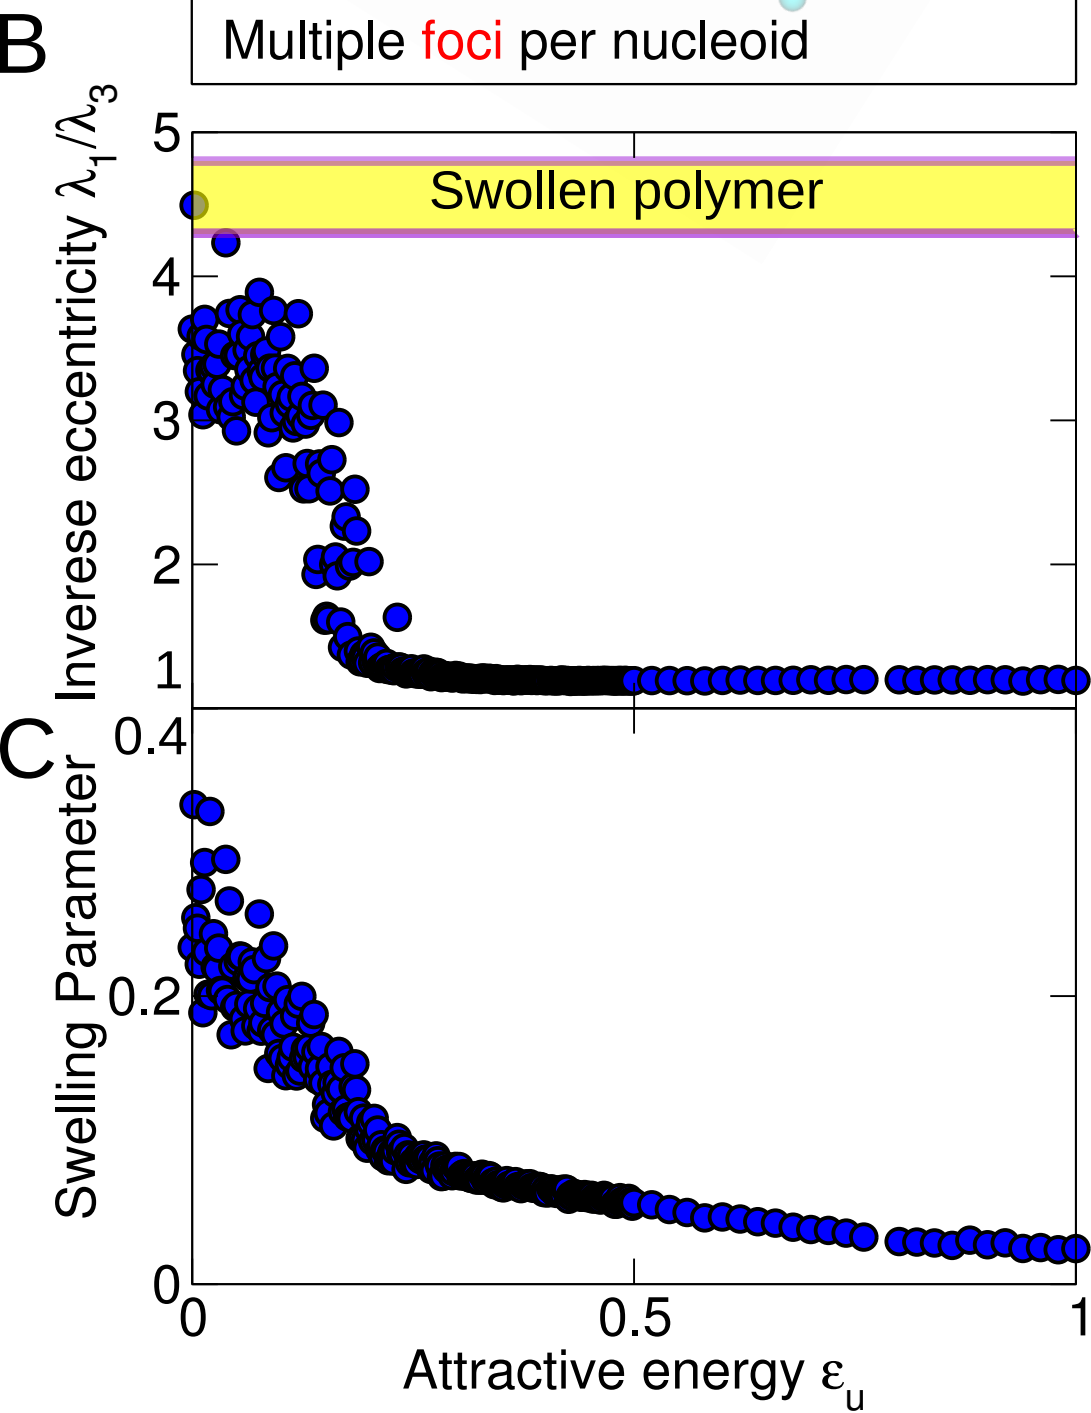 B
Multiple foci per nucleoid
Inverese eccentricity λ1/λ3
5
4
3
2
1
Swollen polymer
C
Swelling Parameter
0.4
0.2
0
0
0.5
1
Attractive energy εu